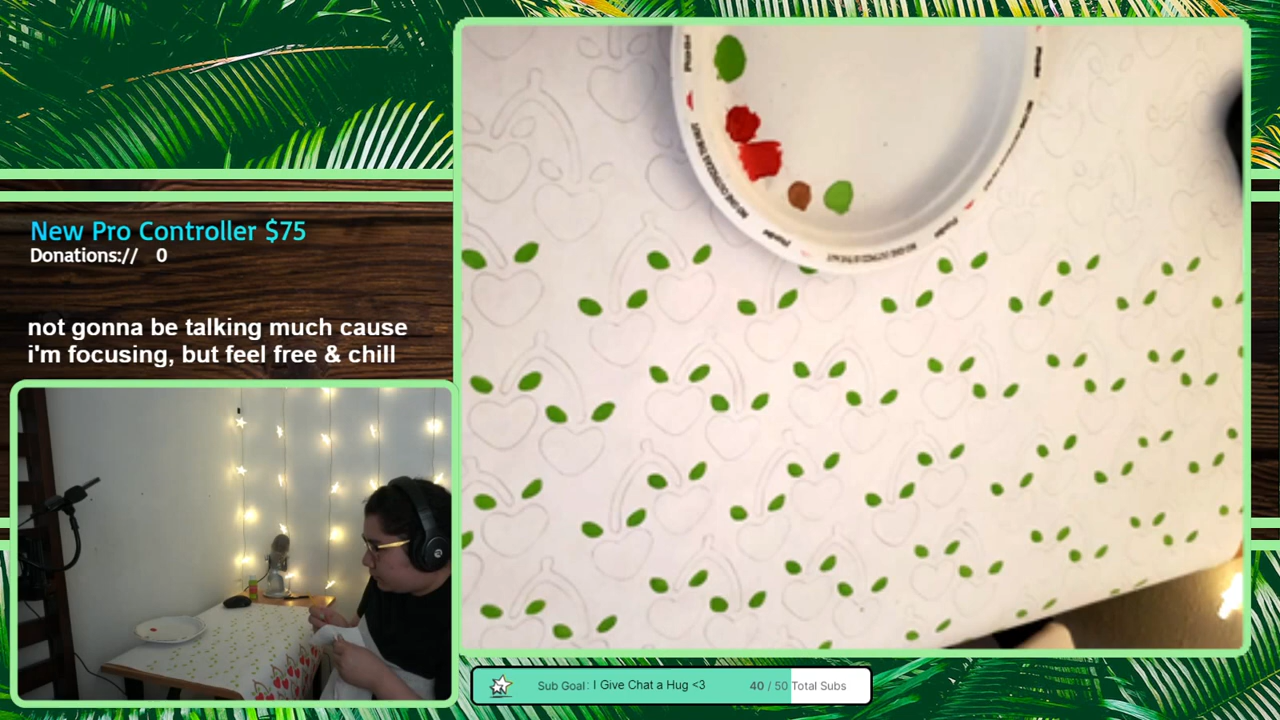 New Pro Controller $75
Donations:// 0
not gonna be talking much cause
i'm focusing, but feel free & chill
Sub Goal: I Give Chat a Hug <3 40 / 50 Total Subs